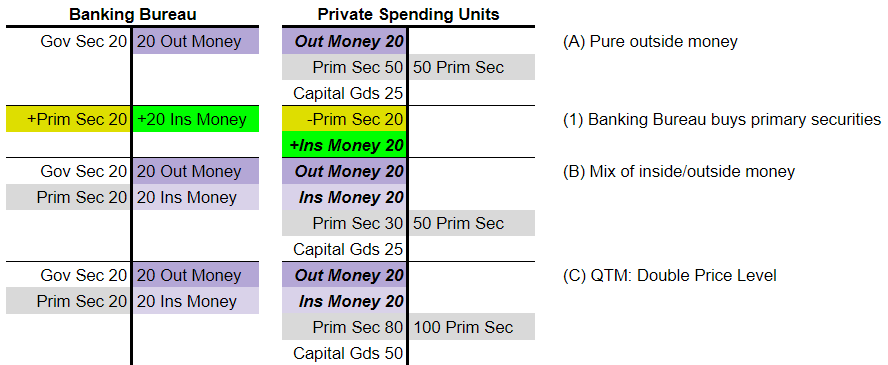 Banking Bureau Private Spending Units
Gov Sec 20 20 Out Money Out Money 20 (A) Pure outside money
Prim Sec 50 50 Prim Sec
Capital Gds 25
+Prim Sec 20 +20 Ins Money -Prim Sec 20 (1) Banking Bureau buys primary securities
+Ins Money 20
Gov Sec 20 20 Out Money Out Money 20 (B) Mix of inside/outside money
Prim Sec 20 20 Ins Money Ins Money 20
Prim Sec 30 50 Prim Sec
Capital Gds 25
Gov Sec 20 20 Out Money Out Money 20 (C) QTM: Double Price Level
Prim Sec 20 20 Ins Money Ins Money 20
Prim Sec 80 100 Prim Sec
Capital Gds 50